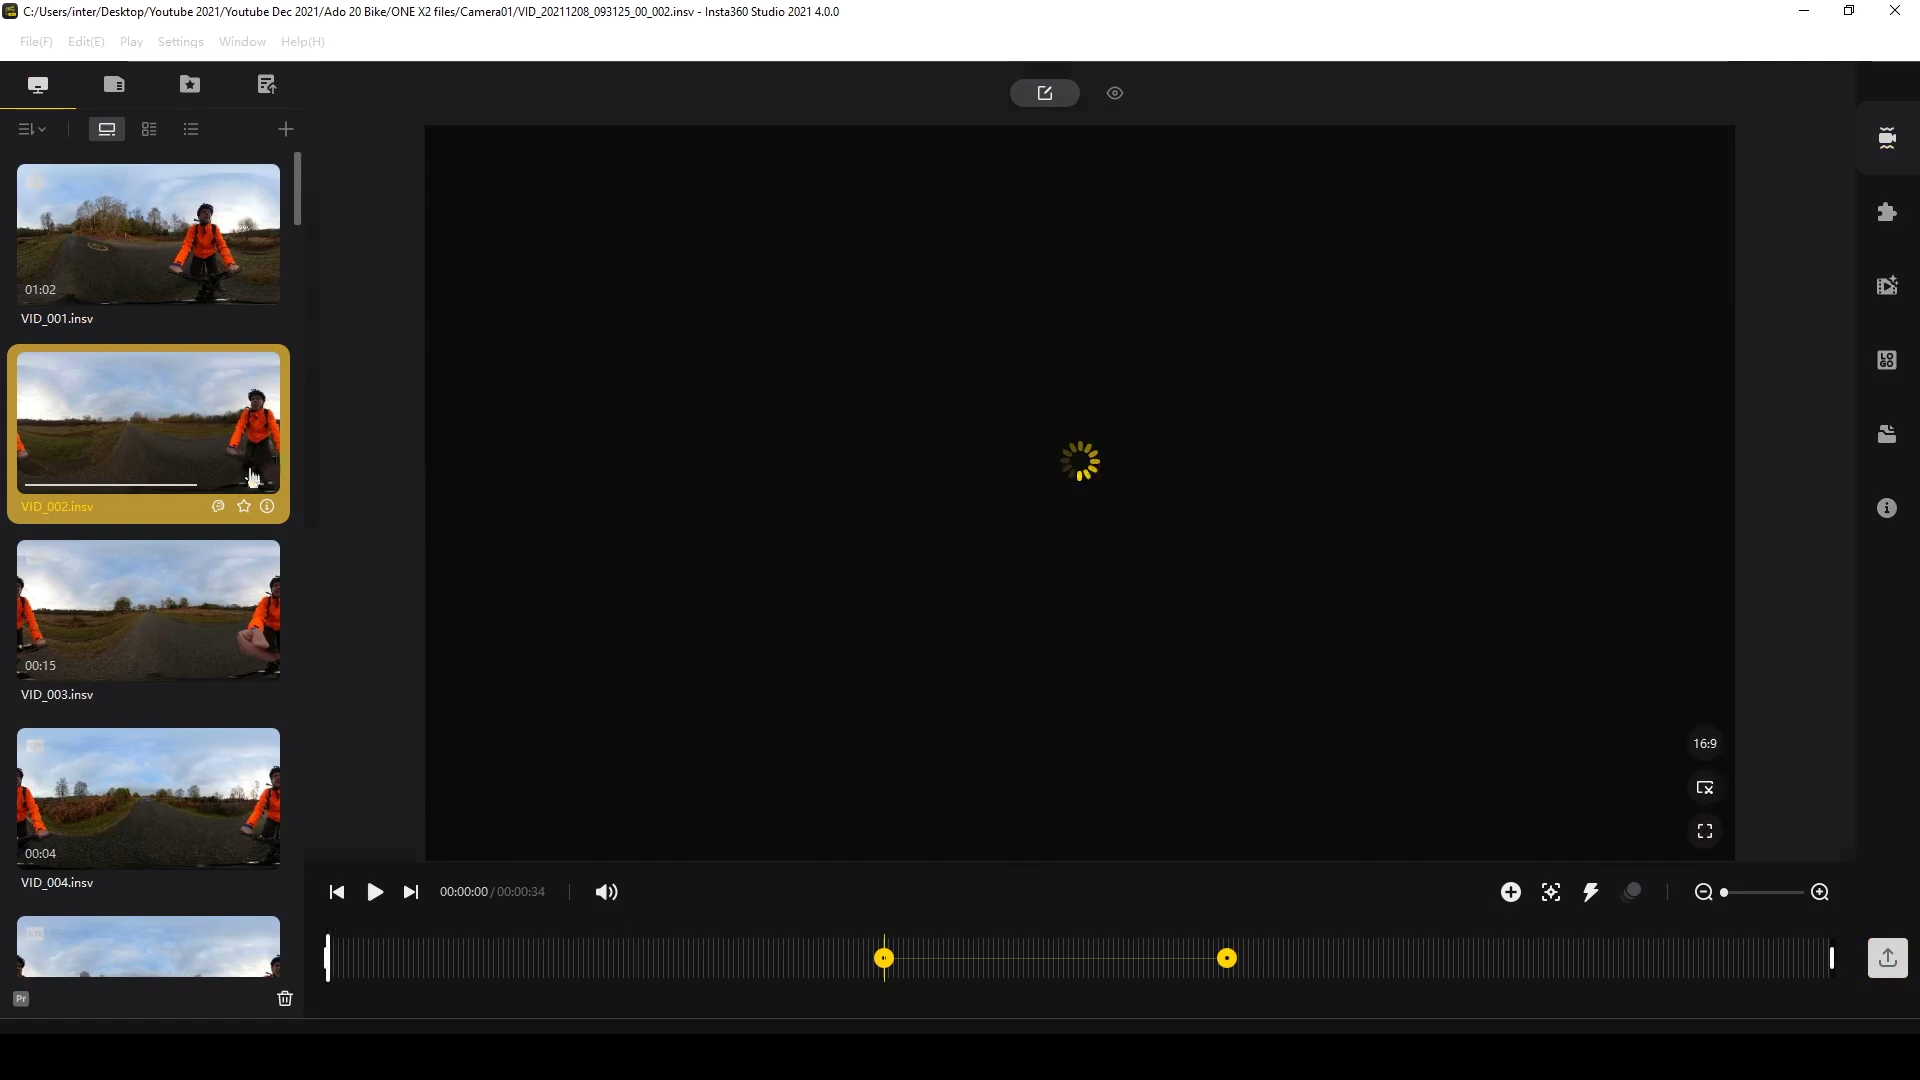 C:/Users/inter/Desktop/Youtube 2021/Youtube Dec 2021/Ado 20 Bike/ONE X2 files/Camera01/VID_20211208_093125_00_002.insv - Insta360 Studio 2021 4.0.0
File(F) Edit(E) Play Settings Window Help(H)
01:02
VID_001.insv
VID_002.insv
00:15
VID_003.insv
00:04
VID_004.insv
Pr
16:9
00:00:00 / 00:00:34
LOGO